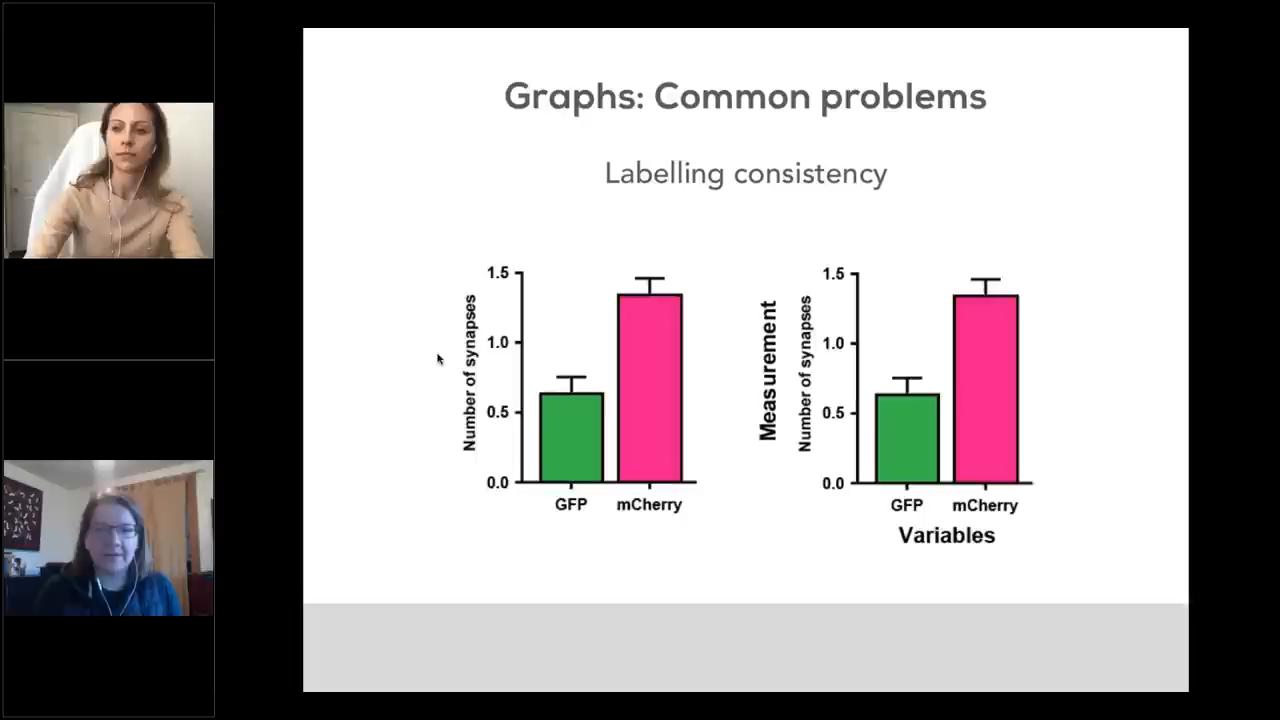 Graphs: Common problems
Labelling consistency
Number of synapses
1.5
1.0
0.5
0.0
GFP mCherry
Measurement
Number of synapses
1.5
1.0
0.5
0.0
GFP mCherry
Variables